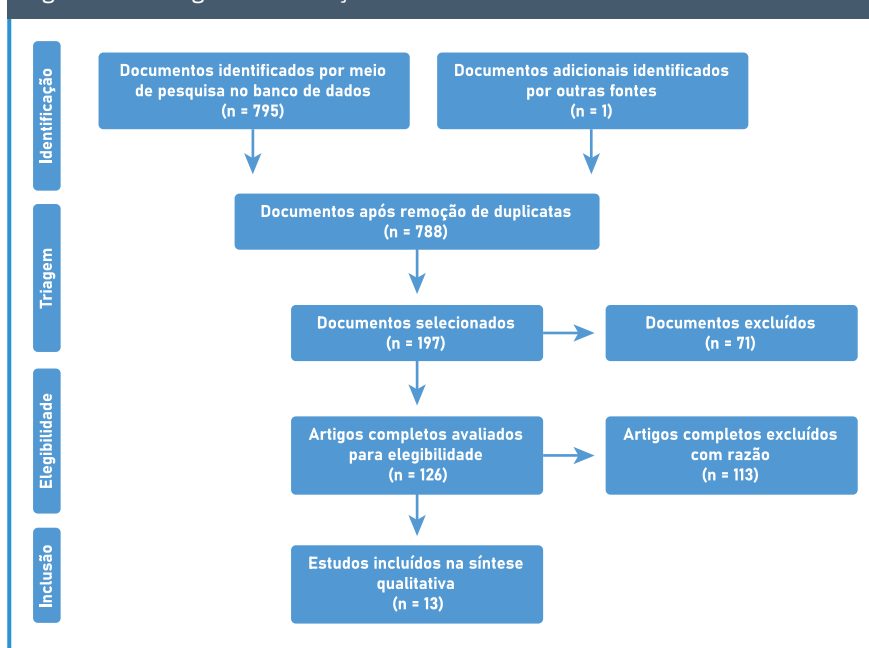 Identificação
Documentos identificados por meio
de pesquisa no banco de dados
(n = 795)
Documentos adicionais identificados
por outras fontes
(n = 1)
Triagem
Documentos após remoção de duplicatas
(n = 788)
Documentos selecionados
(n = 197)
Documentos excluídos
(n = 71)
Elegibilidade
Artigos completos avaliados
para elegibilidade
(n = 126)
Artigos completos excluídos
com razão
(n = 113)
Inclusão
Estudos incluídos na síntese
qualitativa
(n = 13)